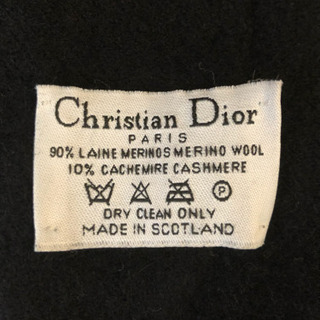 Christian Dior
PARIS
90% LAINE MERINOS MERINO WOOL
10% CACHEMIRE CASHMERE
P
DRY CLEAN ONLY
MADE IN SCOTLAND